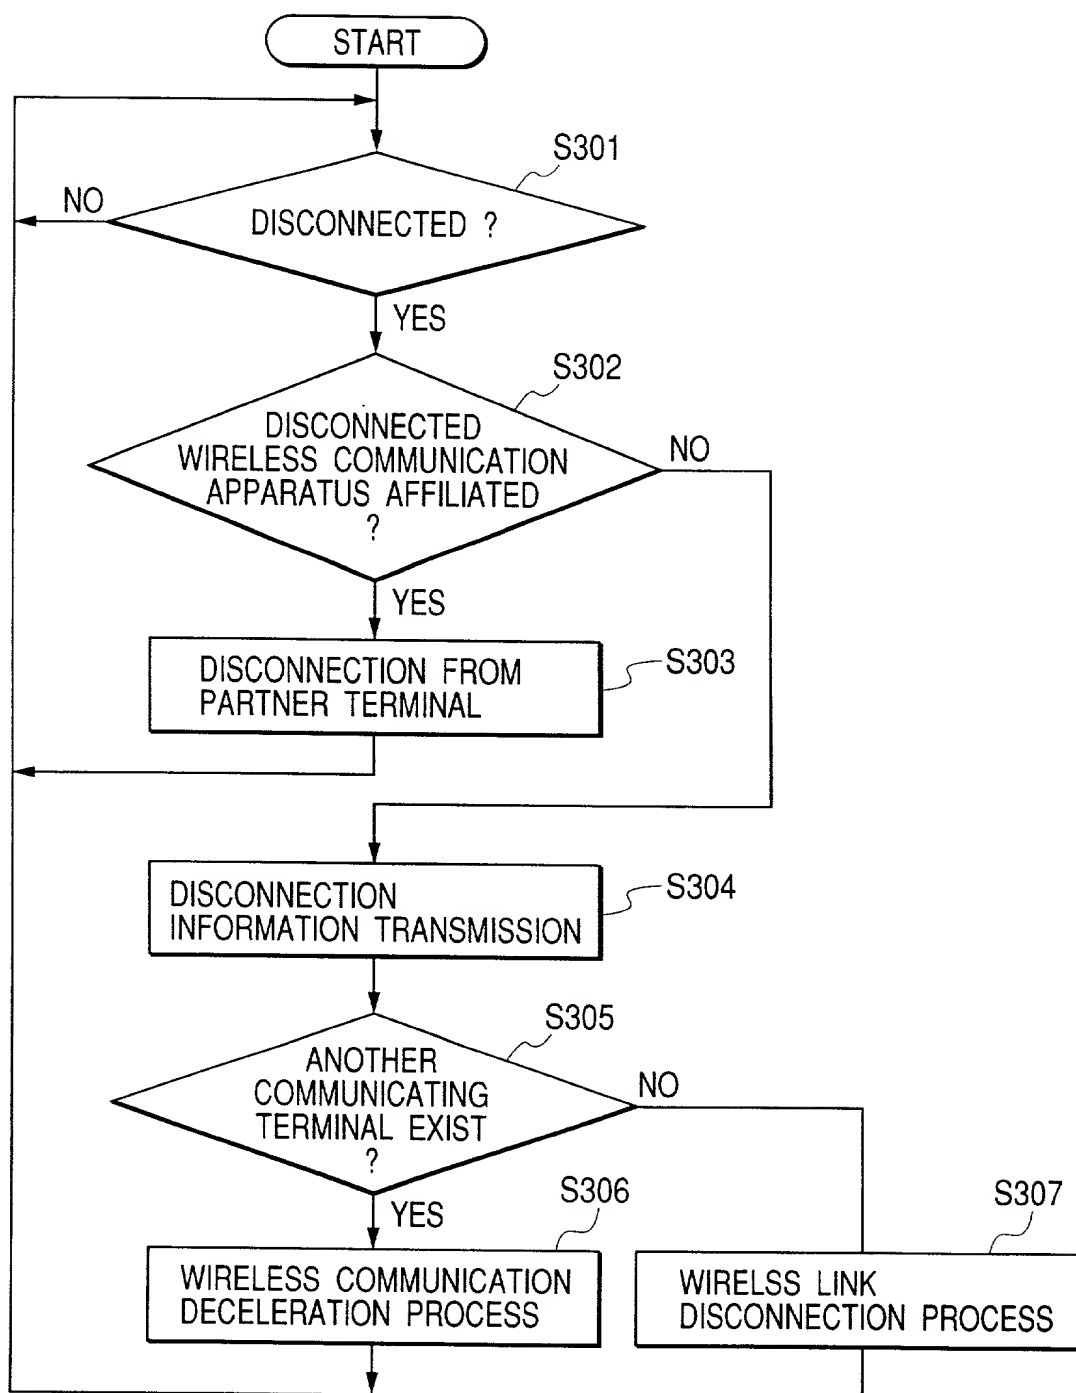 START
S301
NO
DISCONNECTED ?
YES
S302
DISCONNECTED
WIRELESS COMMUNICATION
APPARATUS AFFILIATED
?
NO
YES
DISCONNECTION FROM
PARTNER TERMINAL
S303
DISCONNECTION
INFORMATION TRANSMISSION
S304
S305
ANOTHER
COMMUNICATING
TERMINAL EXIST
?
NO
YES
S306
WIRELESS COMMUNICATION
DECELERATION PROCESS
S307
WIRELSS LINK
DISCONNECTION PROCESS